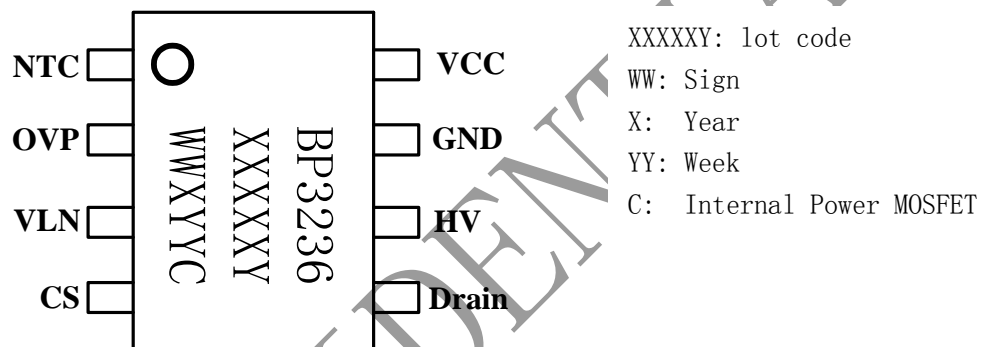 NTC
OVP
VLN
CS
BP3236
XXXXXY
WWXYYC
VCC
GND
HV
Drain
XXXXXY: lot code
WW: Sign
X: Year
YY: Week
C: Internal Power MOSFET